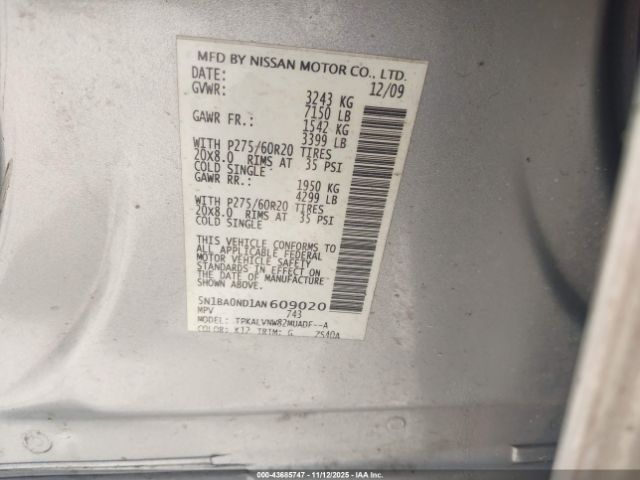 MFD BY NISSAN MOTOR CO., LTD.
DATE: 12/09
GVWR: 3243 KG
7150 LB
GAWR FR.: 1542 KG
3399 LB
WITH P275/60R20 TIRES
20X8.0 RIMS AT 35 PSI
COLD SINGLE
GAWR RR.: 1950 KG
4299 LB
WITH P275/60R20 TIRES
20X8.0 RIMS AT 35 PSI
COLD SINGLE
THIS VEHICLE CONFORMS TO
ALL APPLICABLE FEDERAL
MOTOR VEHICLE SAFETY
STANDARDS IN EFFECT ON
THE DATE OF MANUFACTURE
SHOWN ABOVE.
5N1BA0ND1AN609020
MPV 743
MODEL: TPKALVNW82MUADF--A
COLOR: K12 TRIM: G ZS40A
000-43685747 - 11/12/2025 - IAA Inc.